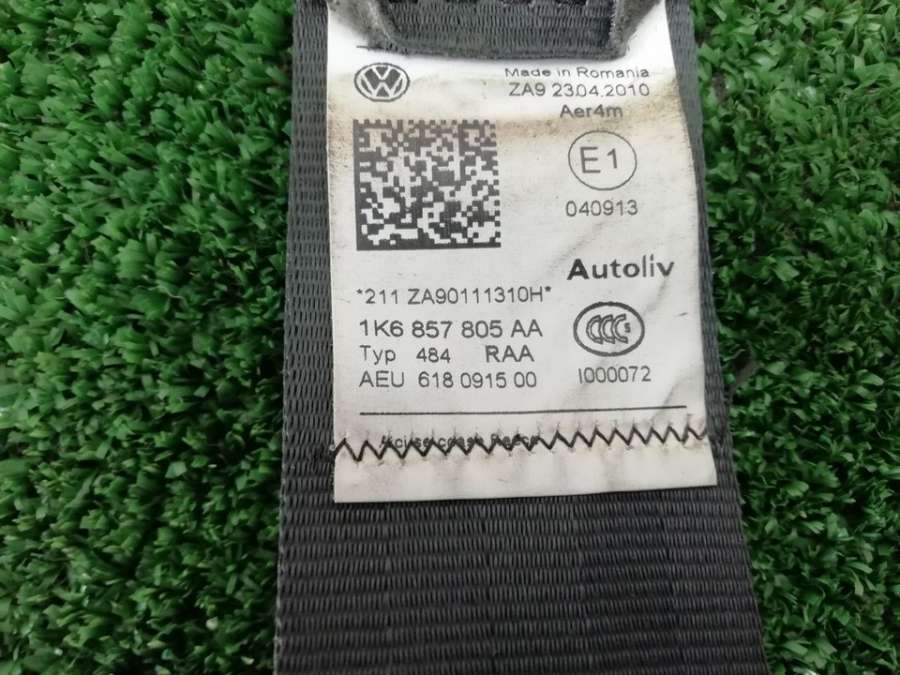 Made in Romania
ZA9 23.04.2010
Aer4m
E1
040913
Autoliv
*211 ZA90111310H*
1K6 857 805 AA
Typ 484 RAA
AEU 618 0915 00
CCC S
I000072